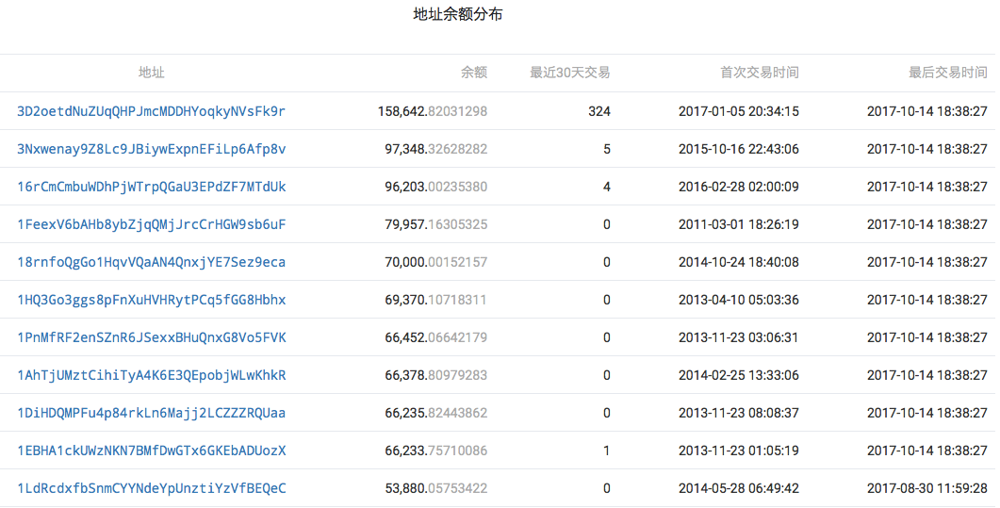 地址余额分布
地址 余额 最近30天交易 首次交易时间 最后交易时间
3D2oetdNuZUqQHPJmcMDDHYoqkyNVsFk9r 158,642.82031298 324 2017-01-05 20:34:15 2017-10-14 18:38:27
3Nxwenay9Z8Lc9JBiywExpnEFiLp6Afp8v 97,348.32628282 5 2015-10-16 22:43:06 2017-10-14 18:38:27
16rCmCmbuWDhPjWTrpQGaU3EPdZF7MTdUk 96,203.00235380 4 2016-02-28 02:00:09 2017-10-14 18:38:27
1FeexV6bAHb8ybZjqQMjJrcCrHGW9sb6uF 79,957.16305325 0 2011-03-01 18:26:19 2017-10-14 18:38:27
18rnfoQgGo1HqvVQaAN4QnxjYE7Sez9eca 70,000.00152157 0 2014-10-24 18:40:08 2017-10-14 18:38:27
1HQ3Go3ggs8pFnXuHVHRytPCq5fGG8Hbhx 69,370.10718311 0 2013-04-10 05:03:36 2017-10-14 18:38:27
1PnMfRF2enSZnR6JSexxBHuQnxG8Vo5FVK 66,452.06642179 0 2013-11-23 03:06:31 2017-10-14 18:38:27
1AhTjUMztCihiTyA4K6E3QEpobjWLwKhkR 66,378.80979283 0 2014-02-25 13:33:06 2017-10-14 18:38:27
1DiHDQMPFu4p84rkLn6Majj2LCZZZRQUaa 66,235.82443862 0 2013-11-23 08:08:37 2017-10-14 18:38:27
1EBHA1ckUWzNKN7BMfDwGTx6GKEbADUozX 66,233.75710086 1 2013-11-23 01:05:19 2017-10-14 18:38:27
1LdRcdxfbSnmCYYNdeYpUnztiYzVfBEQeC 53,880.05753422 0 2014-05-28 06:49:42 2017-08-30 11:59:28